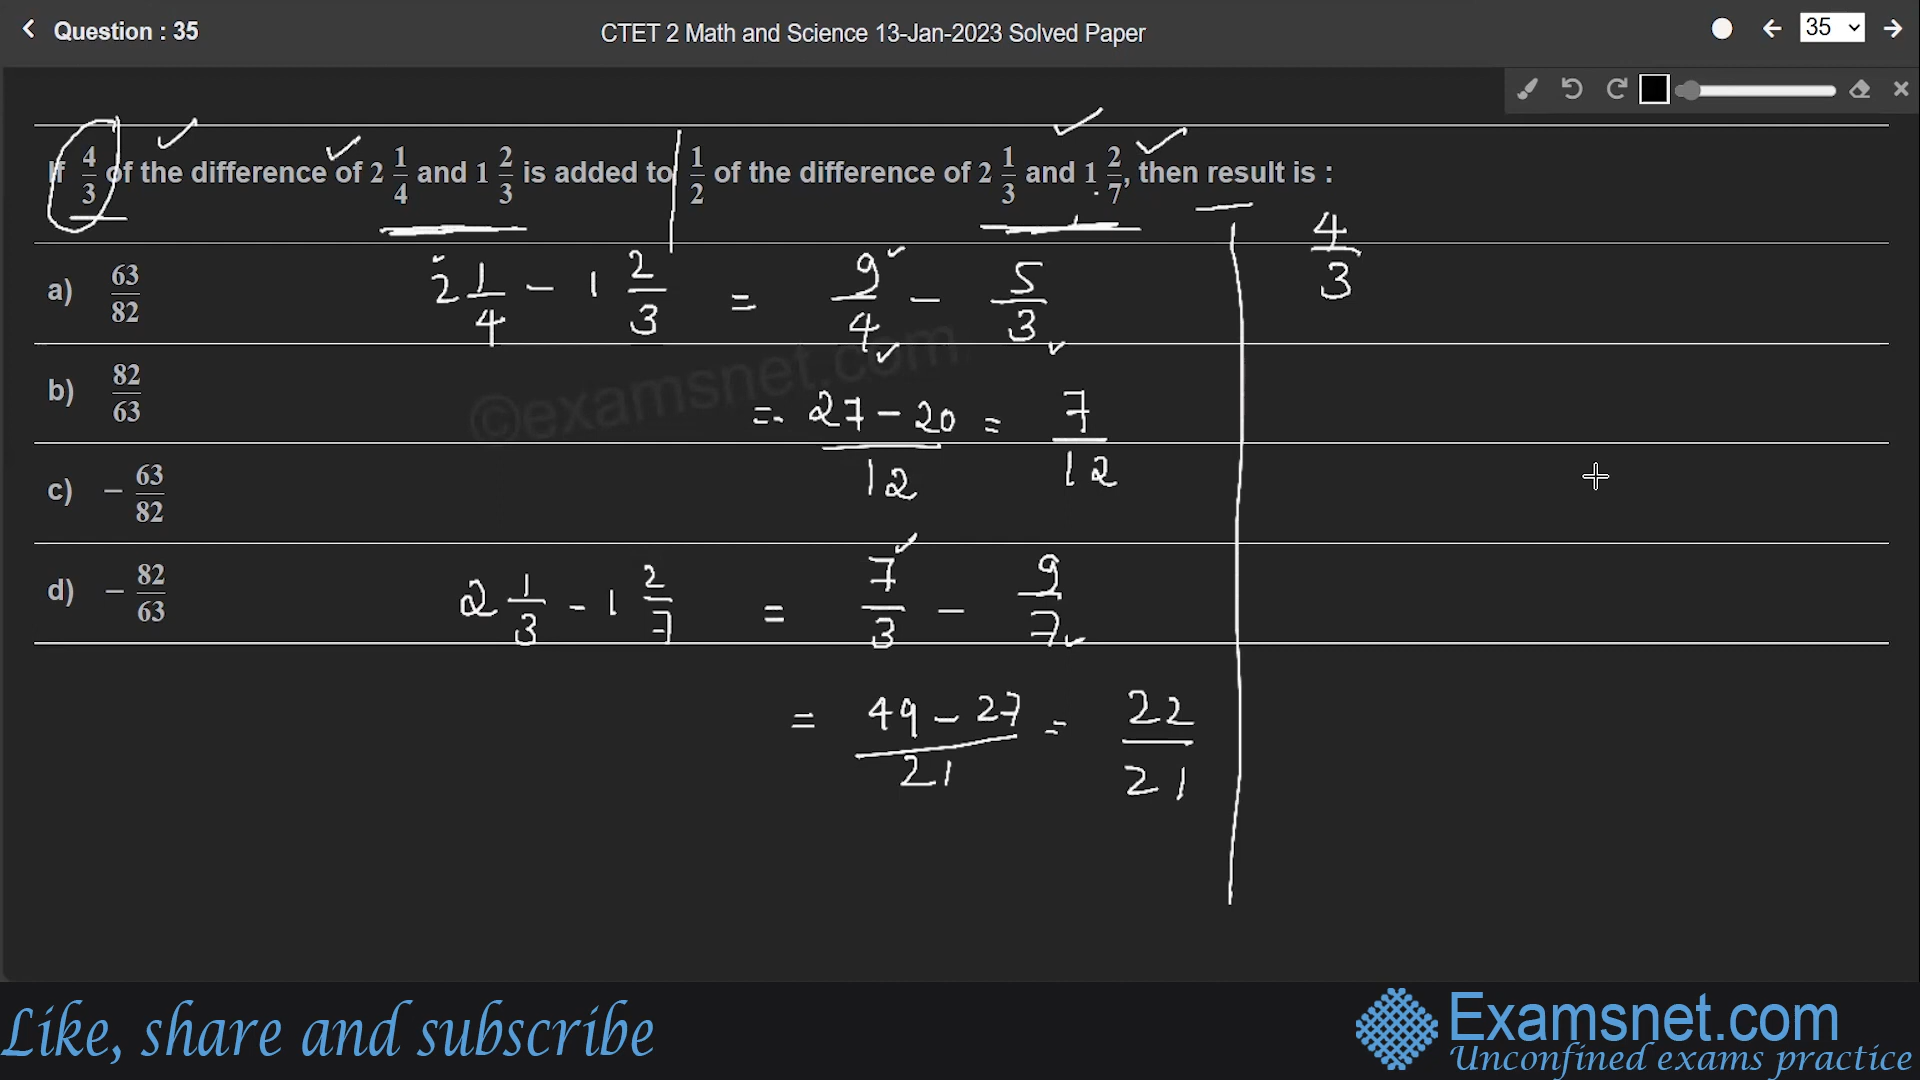 Question : 35
CTET 2 Math and Science 13-Jan-2023 Solved Paper
35
If 4/3 of the difference of 2 1/4 and 1 2/3 is added to 1/2 of the difference of 2 1/3 and 1 2/7, then result is :
4/3
a) 63/82
2 1/4 - 1 2/3 = 9/4 - 5/3
©examsnet.com
b) 82/63
= 27 - 20 / 12 = 7/12
c) - 63/82
d) - 82/63
2 1/3 - 1 2/7 = 7/3 - 9/7
= 49 - 27 / 21 = 22/21
Like, share and subscribe
Examsnet.com
Unconfined exams practice